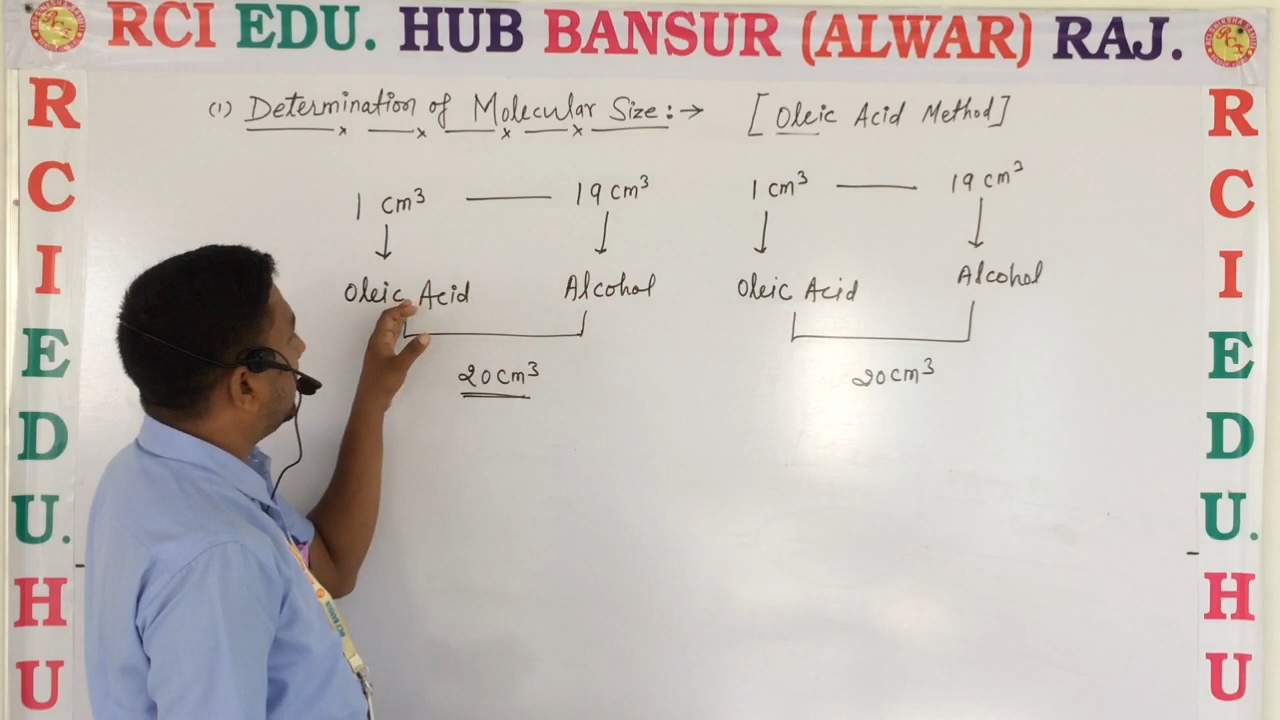 RCI EDU. HUB BANSUR (ALWAR) RAJ.
(1) Determination of Molecular Size:→ [Oleic Acid Method]
1 cm³ — 19 cm³
↓ ↓
Oleic Acid Alcohol
20 cm³
1 cm³ — 19 cm³
↓ ↓
Oleic Acid Alcohol
20 cm³
R
C
I
E
D
U.
H
U
R
C
I
E
D
U.
H
U